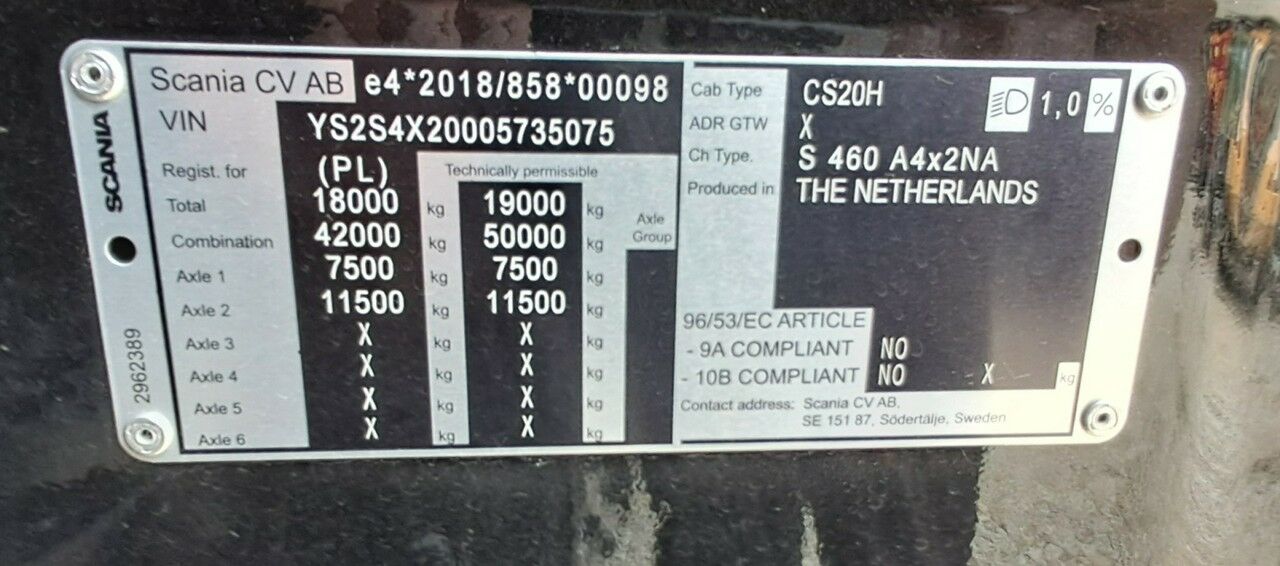 SCANIA
2962389
Scania CV AB e4*2018/858*00098
VIN YS2S4X20005735075
Regist. for (PL) Technically permissible
Total 18000 kg 19000 kg
Axle Group
Combination 42000 kg 50000 kg
Axle 1 7500 kg 7500 kg
Axle 2 11500 kg 11500 kg
Axle 3 X kg X kg
Axle 4 X kg X kg
Axle 5 X kg X kg
Axle 6 X kg X kg
Cab Type CS20H 1,0 %
ADR GTW X
Ch Type. S 460 A4x2NA
Produced in THE NETHERLANDS
96/53/EC ARTICLE
- 9A COMPLIANT NO
- 10B COMPLIANT NO X kg
Contact address: Scania CV AB,
SE 151 87, Södertälje, Sweden